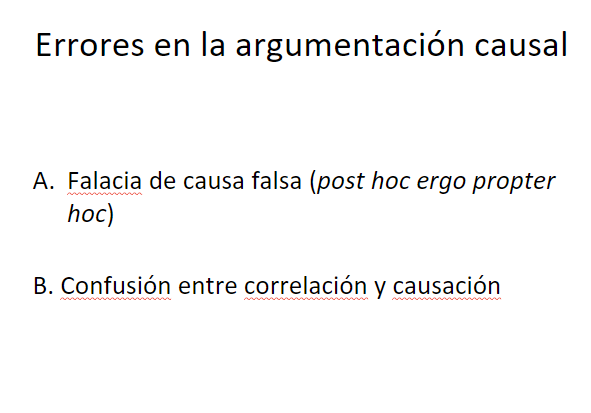 Errores en la argumentación causal
A. Falacia de causa falsa (post hoc ergo propter
hoc)
B. Confusión entre correlación y causación